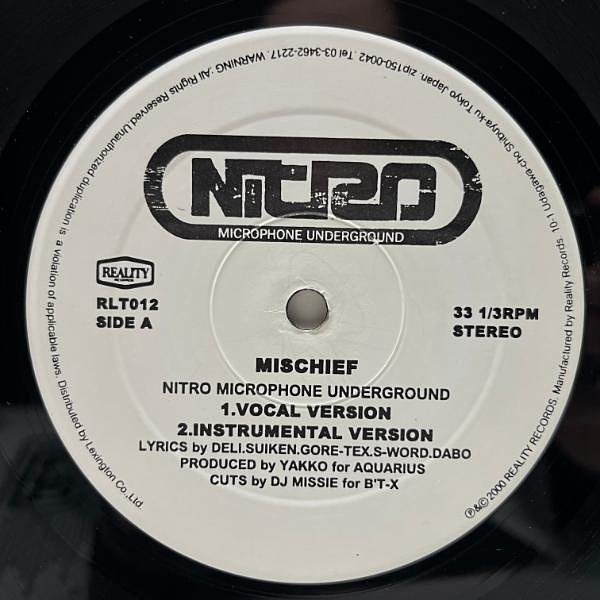 NITRO
MICROPHONE UNDERGROUND
REALITY
RLT012
SIDE A
33 1/3RPM
STEREO
MISCHIEF
NITRO MICROPHONE UNDERGROUND
1.VOCAL VERSION
2.INSTRUMENTAL VERSION
LYRICS by DELI.SUIKEN.GORE-TEX.S-WORD.DABO
PRODUCED by YAKKO for AQUARIUS
CUTS by DJ MISSIE for B'T-X
℗&© 2000 REALITY RECORDS. Manufactured by Reality Records. 10-1 Udagawa-cho Shibuya-ku Tokyo Japan. zip150-0042. Tel 03-3462-2217. WARNING: All Rights Reserved.Unauthorized duplication is a violation of applicable laws. Distributed by Lexington Co.,Ltd.